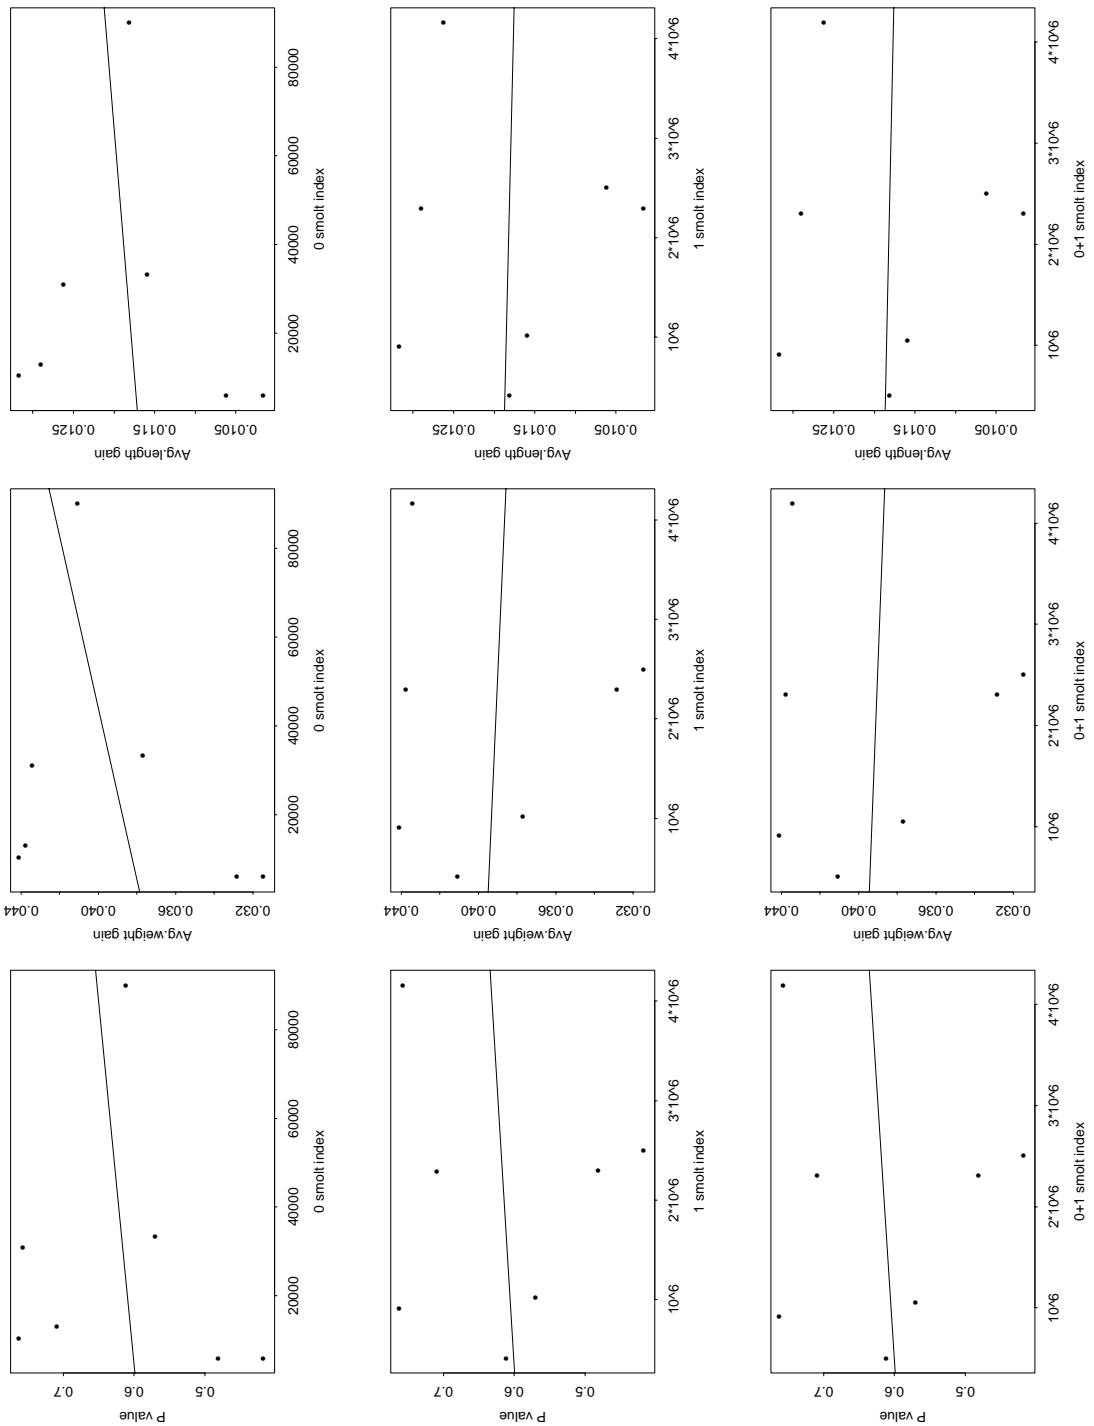 P value
0.7
0.6
0.5
20000 40000 60000 80000
0 smolt index
Avg.weight gain
0.044
0.040
0.036
0.032
20000 40000 60000 80000
0 smolt index
Avg.length gain
0.0125
0.0115
0.0105
20000 40000 60000 80000
0 smolt index
P value
0.7
0.6
0.5
10^6 2*10^6 3*10^6 4*10^6
1 smolt index
Avg.weight gain
0.044
0.040
0.036
0.032
10^6 2*10^6 3*10^6 4*10^6
1 smolt index
Avg.length gain
0.0125
0.0115
0.0105
10^6 2*10^6 3*10^6 4*10^6
1 smolt index
P value
0.7
0.6
0.5
10^6 2*10^6 3*10^6 4*10^6
0+1 smolt index
Avg.weight gain
0.044
0.040
0.036
0.032
10^6 2*10^6 3*10^6 4*10^6
0+1 smolt index
Avg.length gain
0.0125
0.0115
0.0105
10^6 2*10^6 3*10^6 4*10^6
0+1 smolt index